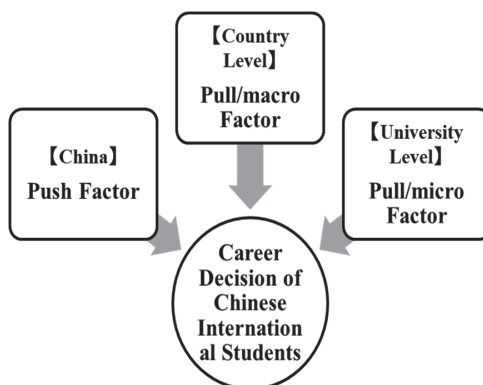 【China】
Push Factor
【Country
Level】
Pull/macro
Factor
【University
Level】
Pull/micro
Factor
Career
Decision of
Chinese
Internation
al Students